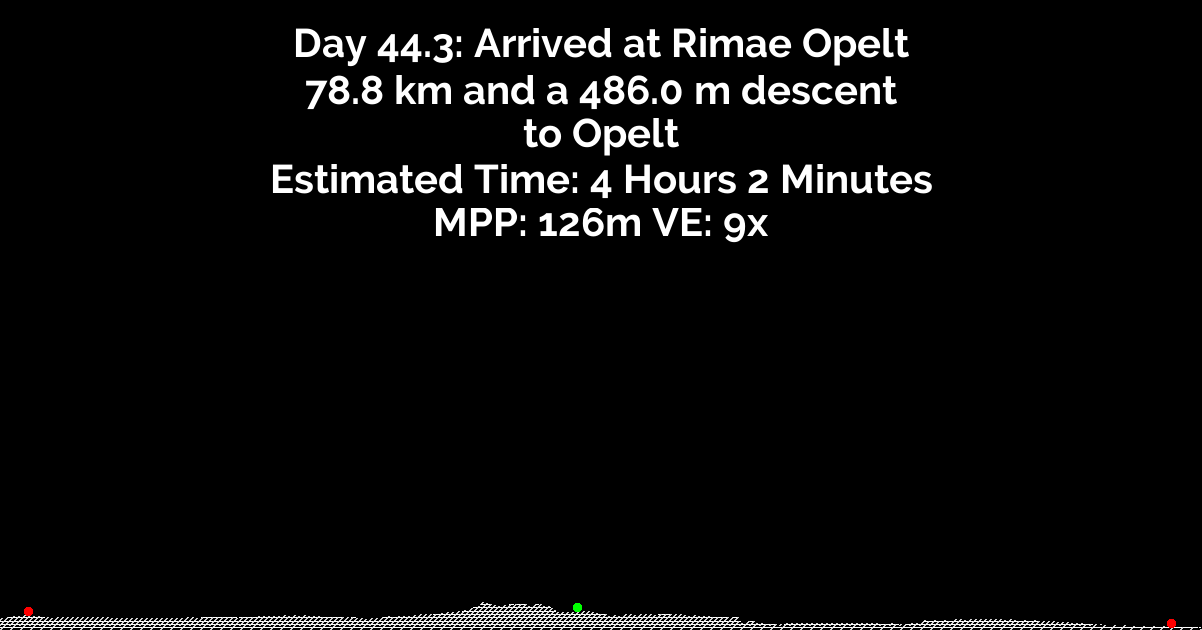 Day 44.3: Arrived at Rimae Opelt
78.8 km and a 486.0 m descent
to Opelt
Estimated Time: 4 Hours 2 Minutes
MPP: 126m VE: 9x